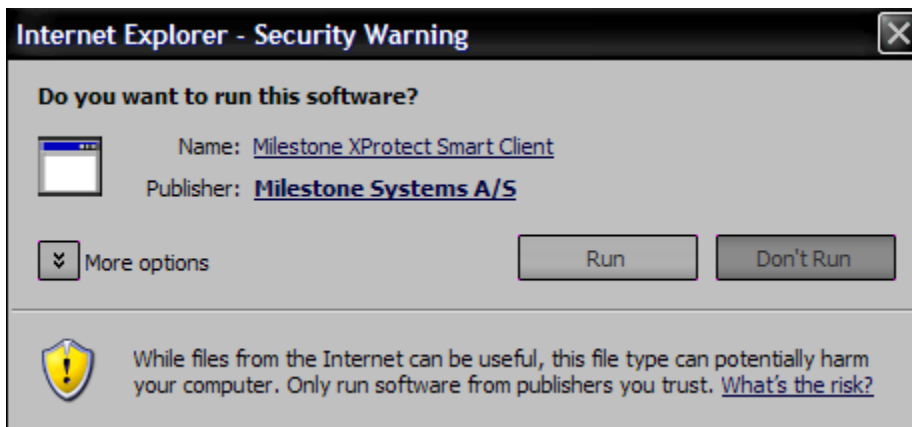 Internet Explorer - Security Warning
Do you want to run this software?
Name: Milestone XProtect Smart Client
Publisher: Milestone Systems A/S
More options
Run
Don't Run
While files from the Internet can be useful, this file type can potentially harm
your computer. Only run software from publishers you trust. What's the risk?